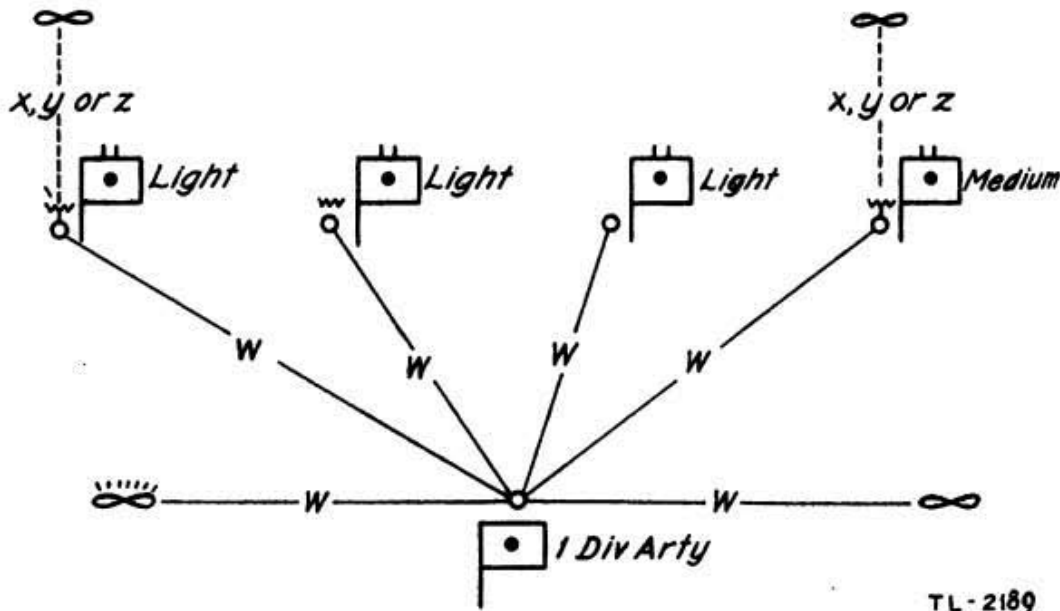 x, y or z
x, y or z
Light
Light
Light
Medium
W
W
W
W
W
W
1 Div Arty
TL-2189